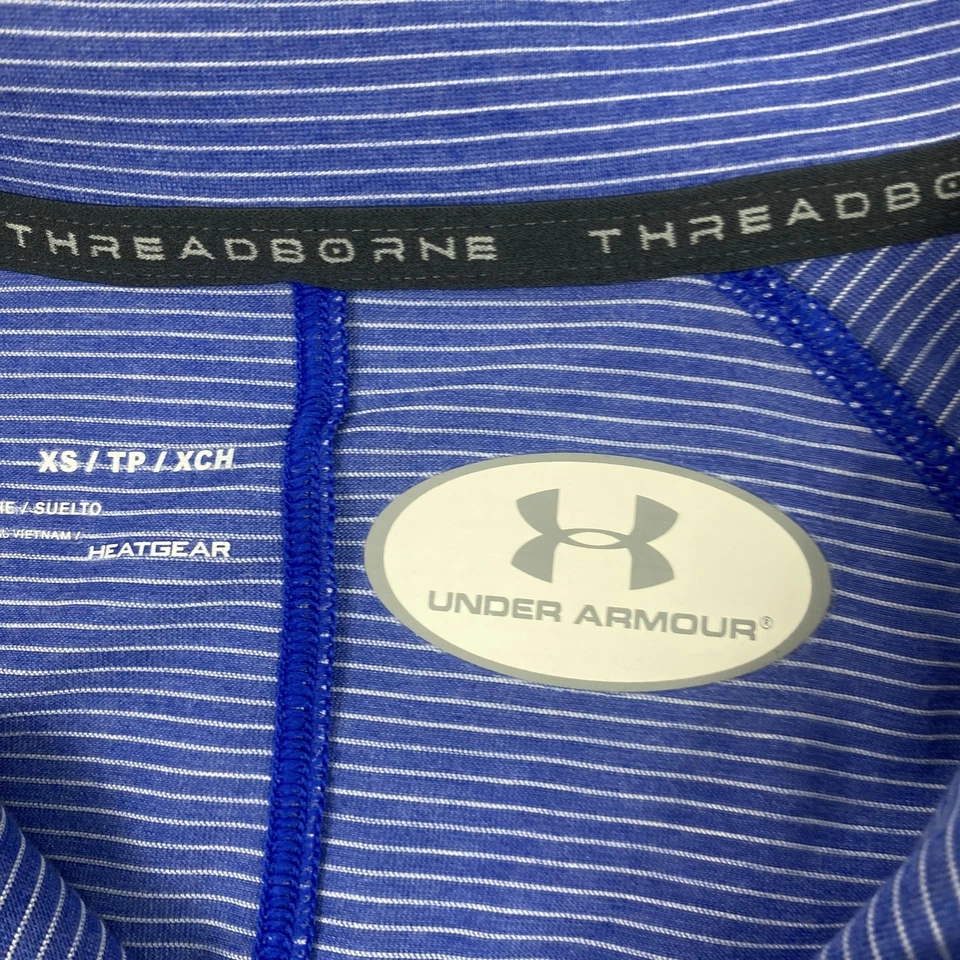 THREADBORNE THREADBO
XS / TP / XCH
/ SUELTO
VIETNAM /
HEATGEAR
UNDER ARMOUR®